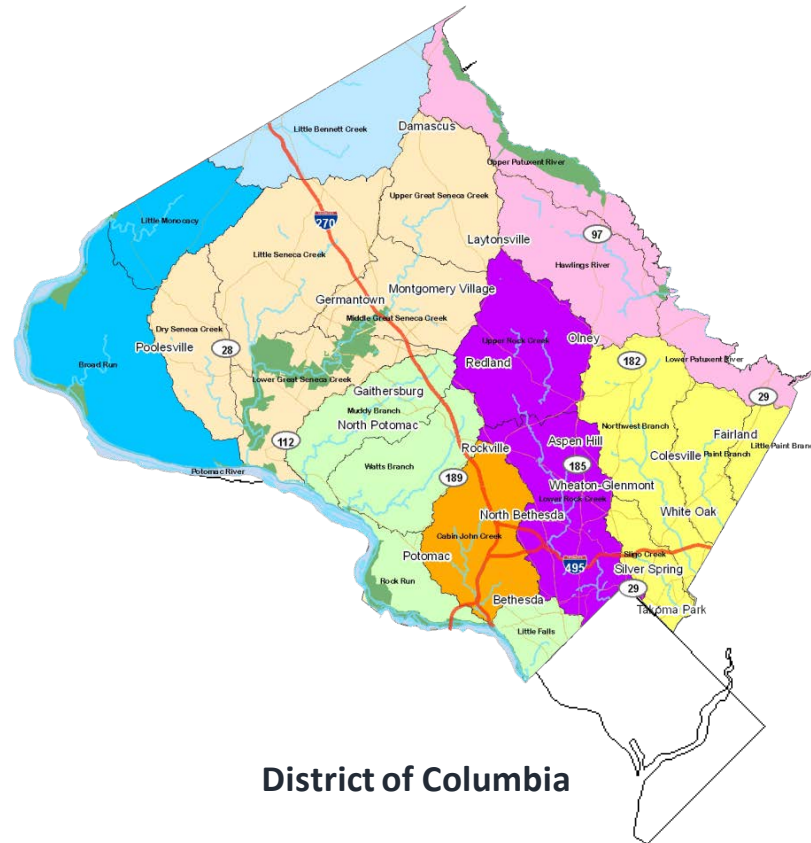 Little Bennett Creek
Damascus
Upper Patuxent River
Upper Great Seneca Creek
Little Monocacy
270
97
Laytonsville
Little Seneca Creek
Hawlings River
Montgomery Village
Germantown
Middle Great Seneca Creek
Dry Seneca Creek
Olney
Upper Rock Creek
Poolesville
28
182
Lower Patuxent River
Broad Run
Redland
Lower Great Seneca Creek
Gaithersburg
29
Muddy Branch
North Potomac
Northwest Branch
Fairland
112
Rockville
Aspen Hill
Little Paint Branch
Colesville
Paint Branch
Watts Branch
185
Potomac River
189
Wheaton-Glenmont
Lower Rock Creek
North Bethesda
White Oak
Cabin John Creek
Potomac
Sligo Creek
495
Silver Spring
Rock Run
29
Bethesda
Takoma Park
Little Falls
District of Columbia